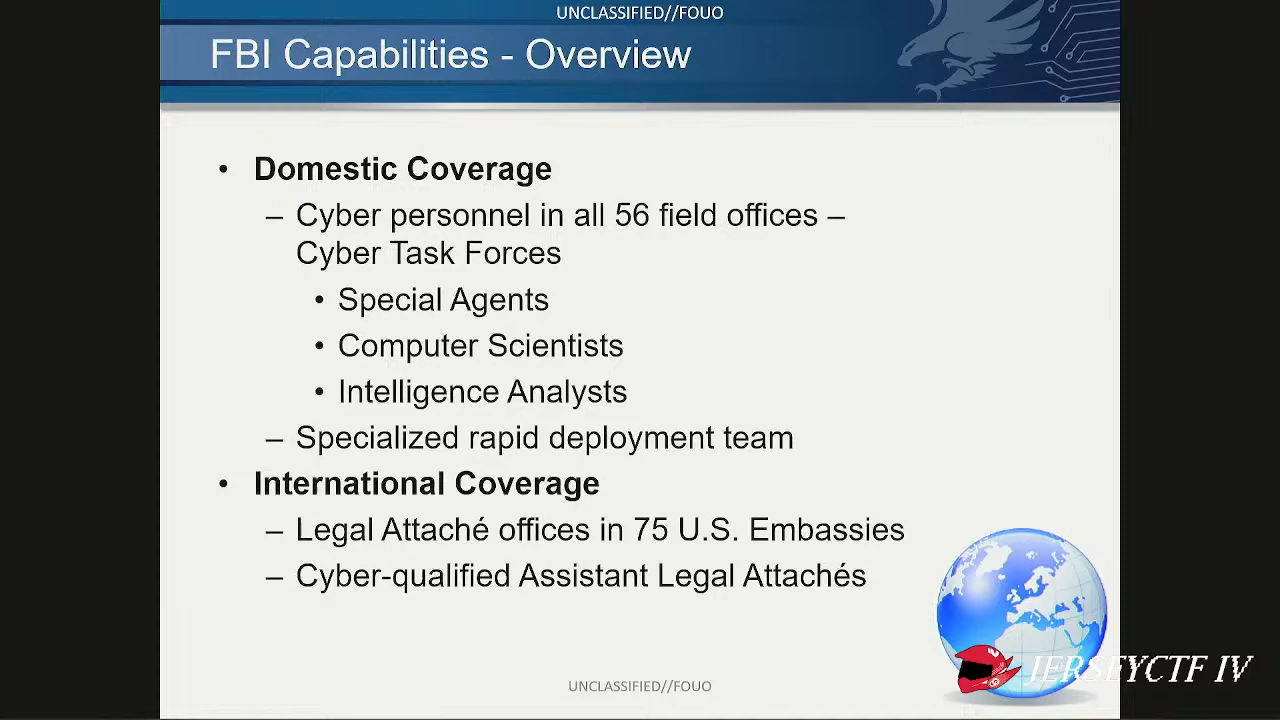 UNCLASSIFIED//FOUO
FBI Capabilities - Overview
• Domestic Coverage
– Cyber personnel in all 56 field offices –
Cyber Task Forces
• Special Agents
• Computer Scientists
• Intelligence Analysts
– Specialized rapid deployment team
• International Coverage
– Legal Attaché offices in 75 U.S. Embassies
– Cyber-qualified Assistant Legal Attachés
JERSEYCTF IV
UNCLASSIFIED//FOUO